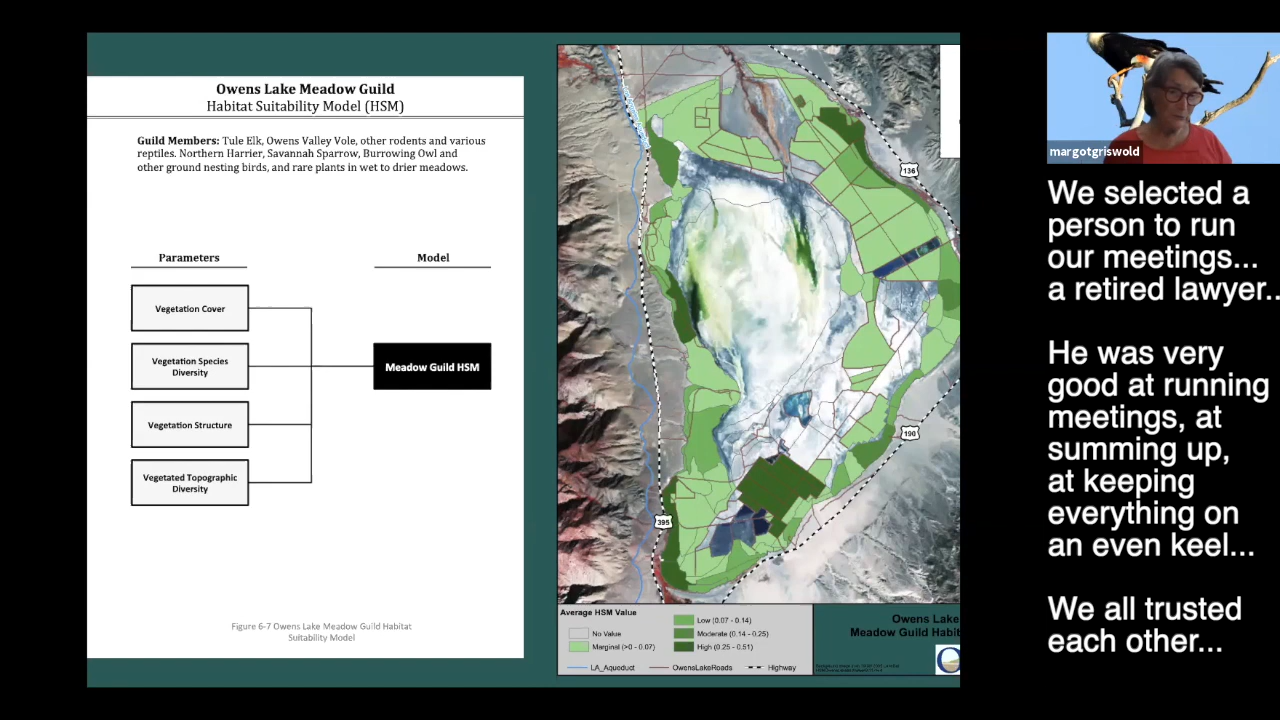 Owens Lake Meadow Guild
Habitat Suitability Model (HSM)
Guild Members: Tule Elk, Owens Valley Vole, other rodents and various
reptiles. Northern Harrier, Savannah Sparrow, Burrowing Owl and
other ground nesting birds, and rare plants in wet to drier meadows.
Parameters
Model
Vegetation Cover
Vegetation Species
Diversity
Meadow Guild HSM
Vegetation Structure
Vegetated Topographic
Diversity
Figure 6-7 Owens Lake Meadow Guild Habitat
Suitability Model
136
190
395
Average HSM Value
No Value
Marginal (>0 - 0.07)
Low (0.07 - 0.14)
Moderate (0.14 - 0.25)
High (0.25 - 0.51)
LA_Aqueduct
OwensLakeRoads
Highway
Owens Lake
Meadow Guild Habit
margotgriswold
We selected a
person to run
our meetings...
a retired lawyer..
He was very
good at running
meetings, at
summing up,
at keeping
everything on
an even keel...
We all trusted
each other...